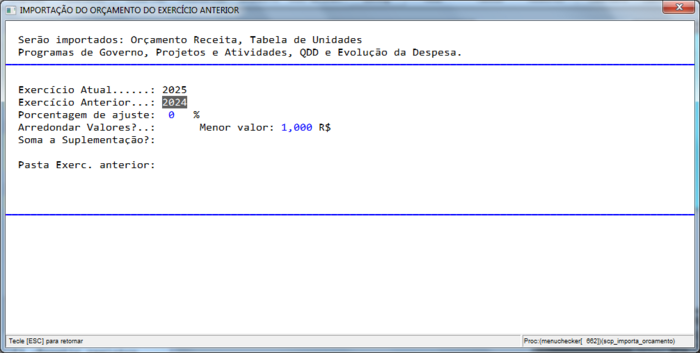 IMPORTAÇÃO DO ORÇAMENTO DO EXERCÍCIO ANTERIOR
Serão importados: Orçamento Receita, Tabela de Unidades
Programas de Governo, Projetos e Atividades, QDD e Evolução da Despesa.
Exercício Atual......: 2025
Exercício Anterior...: 2024
Porcentagem de ajuste: 0 %
Arredondar Valores?..: Menor valor: 1,000 R$
Soma a Suplementação?:
Pasta Exerc. anterior:
Tecle [ESC] para retornar Proc:(menuchecker[ 662])(scp_importa_orcamento)